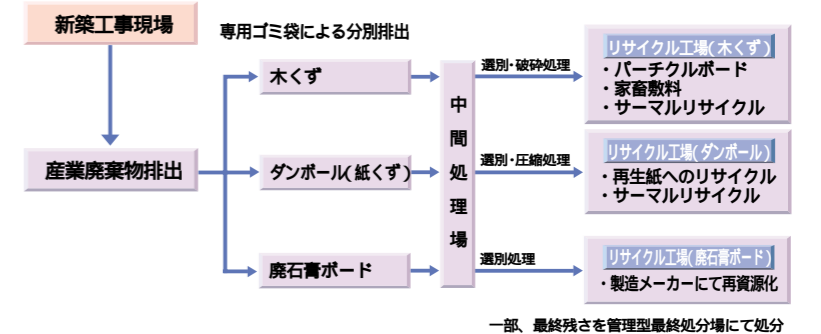 新築工事現場
専用ゴミ袋による分別排出
産業廃棄物排出
木くず
ダンボール(紙くず)
廃石膏ボード
中間処理場
選別・破砕処理
リサイクル工場(木くず)
・パーチクルボード
・家畜敷料
・サーマルリサイクル
選別・圧縮処理
リサイクル工場(ダンボール)
・再生紙へのリサイクル
・サーマルリサイクル
選別処理
リサイクル工場(廃石膏ボード)
・製造メーカーにて再資源化
一部、最終残さを管理型最終処分場にて処分